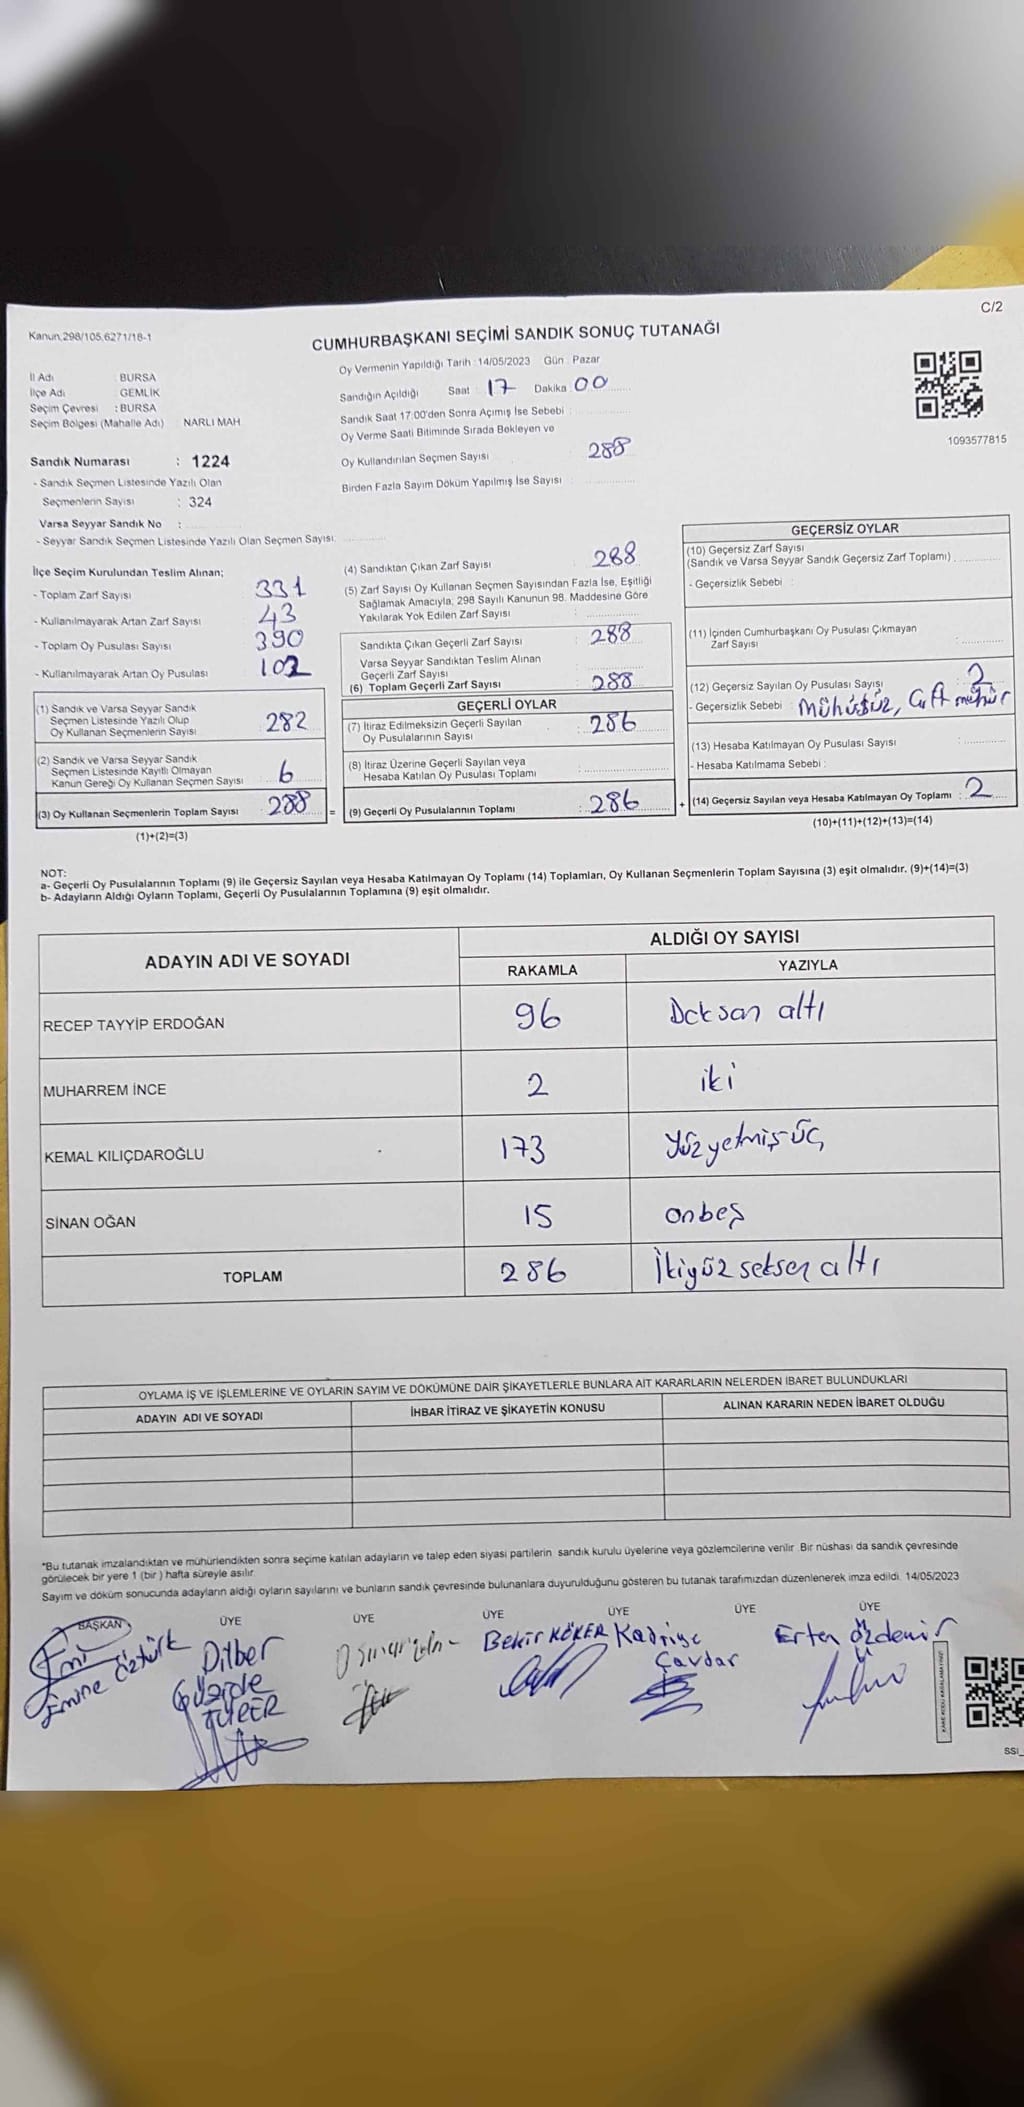 C/2
Kanun,298/105,6271/18-1
CUMHURBAŞKANI SEÇİMİ SANDIK SONUÇ TUTANAĞI
İl Adı : BURSA
İlçe Adı : GEMLİK
Seçim Çevresi : BURSA
Seçim Bölgesi (Mahalle Adı) : NARLI MAH
Oy Vermenin Yapıldığı Tarih : 14/05/2023 Gün : Pazar
Sandığın Açıldığı Saat 17 Dakika 00
Sandık Saat 17:00'den Sonra Açımış İse Sebebi :
Oy Verme Saati Bitiminde Sırada Bekleyen ve
Oy Kullandırılan Seçmen Sayısı : 288
Birden Fazla Sayım Döküm Yapılmış İse Sayısı :
1093577815
Sandık Numarası : 1224
- Sandık Seçmen Listesinde Yazılı Olan
Seçmenlerin Sayısı : 324
Varsa Seyyar Sandık No :
- Seyyar Sandık Seçmen Listesinde Yazılı Olan Seçmen Sayısı:
İlçe Seçim Kurulundan Teslim Alınan;
- Toplam Zarf Sayısı 331
- Kullanılmayarak Artan Zarf Sayısı 43
- Toplam Oy Pusulası Sayısı 390
- Kullanılmayarak Artan Oy Pusulası 102
(1) Sandık ve Varsa Seyyar Sandık
Seçmen Listesinde Yazılı Olup
Oy Kullanan Seçmenlerin Sayısı 282
(2) Sandık ve Varsa Seyyar Sandık
Seçmen Listesinde Kayıtlı Olmayan
Kanun Gereği Oy Kullanan Seçmen Sayısı 6
(3) Oy Kullanan Seçmenlerin Toplam Sayısı 288 =
(1)+(2)=(3)
(4) Sandıktan Çıkan Zarf Sayısı : 288
(5) Zarf Sayısı Oy Kullanan Seçmen Sayısından Fazla İse, Eşitliği
Sağlamak Amacıyla, 298 Sayılı Kanunun 98. Maddesine Göre
Yakılarak Yok Edilen Zarf Sayısı :
Sandıkta Çıkan Geçerli Zarf Sayısı : 288
Varsa Seyyar Sandıktan Teslim Alınan
Geçerli Zarf Sayısı :
(6) Toplam Geçerli Zarf Sayısı : 288
GEÇERLİ OYLAR
(7) İtiraz Edilmeksizin Geçerli Sayılan
Oy Pusulalarının Sayısı : 286
(8) İtiraz Üzerine Geçerli Sayılan veya
Hesaba Katılan Oy Pusulası Toplamı :
(9) Geçerli Oy Pusulalarının Toplamı : 286 +
GEÇERSİZ OYLAR
(10) Geçersiz Zarf Sayısı
(Sandık ve Varsa Seyyar Sandık Geçersiz Zarf Toplamı) :
- Geçersizlik Sebebi :
(11) İçinden Cumhurbaşkanı Oy Pusulası Çıkmayan
Zarf Sayısı :
(12) Geçersiz Sayılan Oy Pusulası Sayısı : 2
- Geçersizlik Sebebi : mühüsüz, Çift mühür
(13) Hesaba Katılmayan Oy Pusulası Sayısı :
- Hesaba Katılmama Sebebi :
(14) Geçersiz Sayılan veya Hesaba Katılmayan Oy Toplamı : 2
(10)+(11)+(12)+(13)=(14)
NOT:
a- Geçerli Oy Pusulalarının Toplamı (9) ile Geçersiz Sayılan veya Hesaba Katılmayan Oy Toplamı (14) Toplamları, Oy Kullanan Seçmenlerin Toplam Sayısına (3) eşit olmalıdır. (9)+(14)=(3)
b- Adayların Aldığı Oyların Toplamı, Geçerli Oy Pusulalarının Toplamına (9) eşit olmalıdır.
ADAYIN ADI VE SOYADI ALDIĞI OY SAYISI
RAKAMLA YAZIYLA
RECEP TAYYİP ERDOĞAN 96 Doksan altı
MUHARREM İNCE 2 iki
KEMAL KILIÇDAROĞLU 173 Yüz yetmiş üç
SİNAN OĞAN 15 onbeş
TOPLAM 286 İkiyüz seksen altı
OYLAMA İŞ VE İŞLEMLERİNE VE OYLARIN SAYIM VE DÖKÜMÜNE DAİR ŞİKAYETLERLE BUNLARA AİT KARARLARIN NELERDEN İBARET BULUNDUKLARI
ADAYIN ADI VE SOYADI İHBAR İTİRAZ VE ŞİKAYETİN KONUSU ALINAN KARARIN NEDEN İBARET OLDUĞU
*Bu tutanak imzalandıktan ve mühürlendikten sonra seçime katılan adayların ve talep eden siyasi partilerin sandık kurulu üyelerine veya gözlemcilerine verilir. Bir nüshası da sandık çevresinde
görülecek bir yere 1 (bir ) hafta süreyle asılır.
Sayım ve döküm sonucunda adayların aldığı oyların sayılarını ve bunların sandık çevresinde bulunanlara duyurulduğunu gösteren bu tutanak tarafımızdan düzenlenerek imza edildi. 14/05/2023
BAŞKAN ÜYE ÜYE ÜYE ÜYE ÜYE ÜYE
Emine Öztürk
Dilber
Güzide
Bekir KÖKER
Kadriye
Çavdar
Erten Özdemir
SSI_